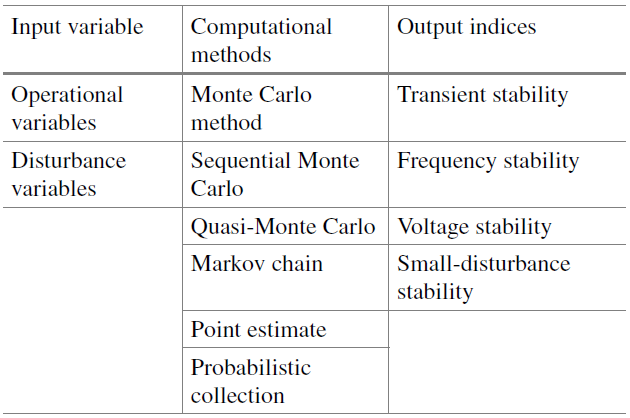 Input variable
Computational
methods
Output indices
Operational
variables
Monte Carlo
method
Transient stability
Disturbance
variables
Sequential Monte
Carlo
Frequency stability
Quasi-Monte Carlo
Voltage stability
Markov chain
Small-disturbance
stability
Point estimate
Probabilistic
collection